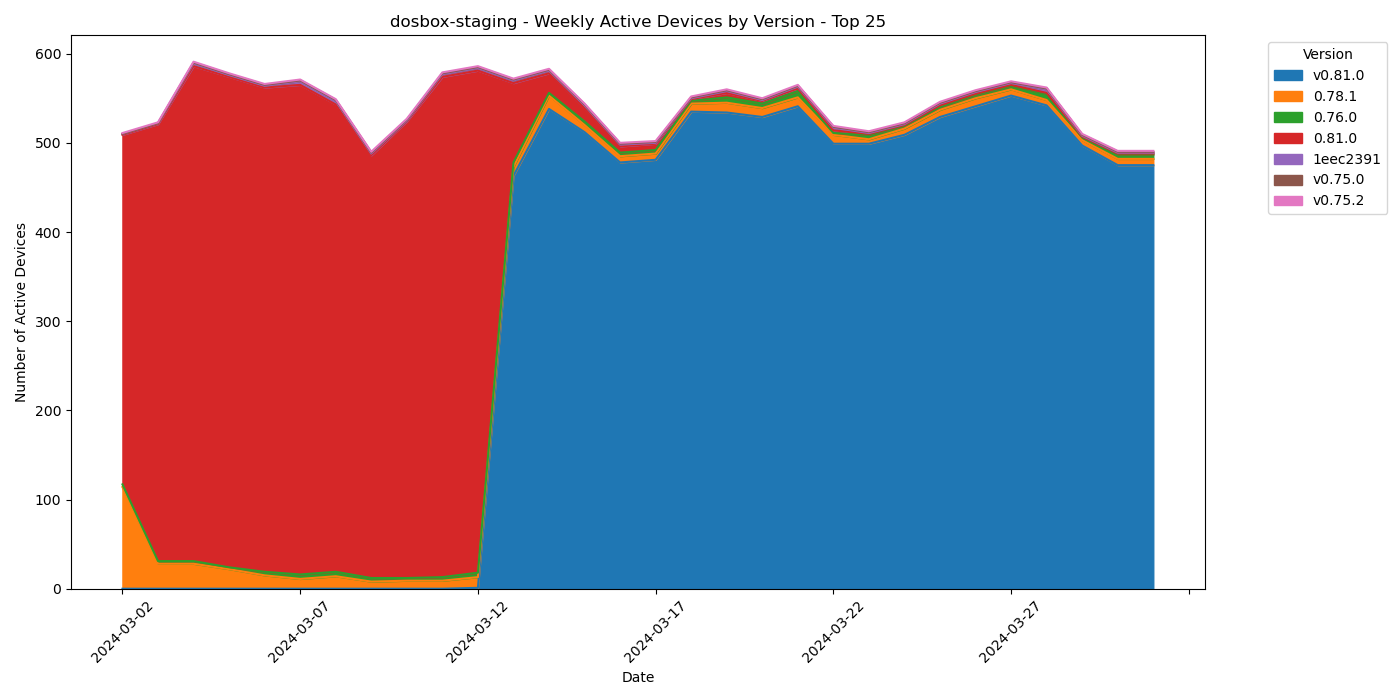 dosbox-staging - Weekly Active Devices by Version - Top 25
Number of Active Devices
600
500
400
300
200
100
0
2024-03-02
2024-03-07
2024-03-12
2024-03-17
2024-03-22
2024-03-27
Date
Version
v0.81.0
0.78.1
0.76.0
0.81.0
1eec2391
v0.75.0
v0.75.2